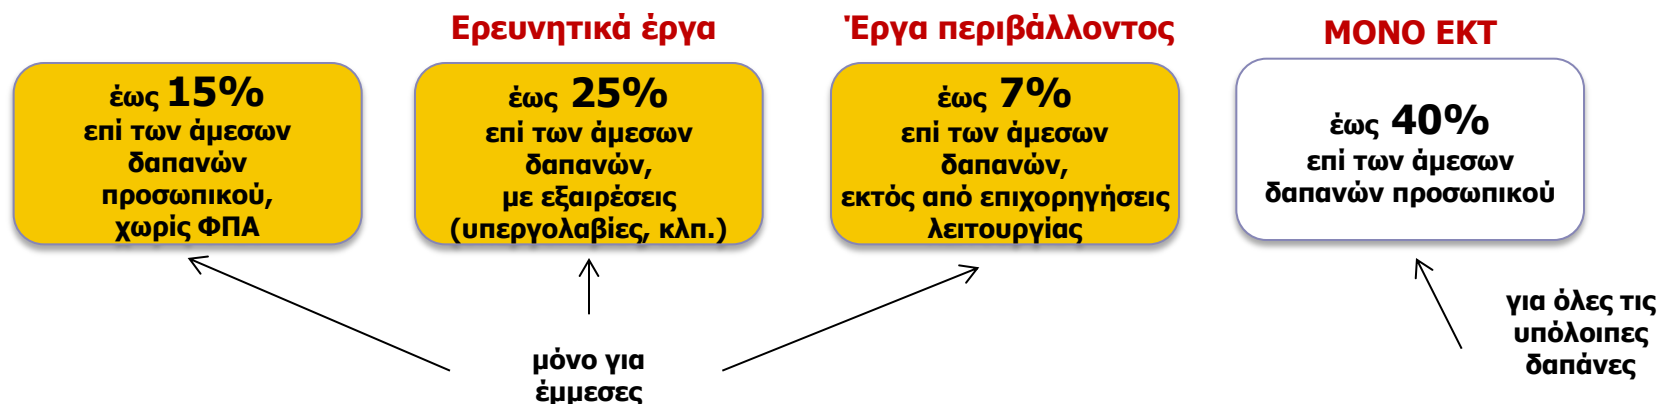 Ερευνητικά έργα
Έργα περιβάλλοντος
ΜΟΝΟ ΕΚΤ
έως 15%
επί των άμεσων
δαπανών
προσωπικού,
χωρίς ΦΠΑ
έως 25%
επί των άμεσων
δαπανών,
με εξαιρέσεις
(υπεργολαβίες, κλπ.)
έως 7%
επί των άμεσων
δαπανών,
εκτός από επιχορηγήσεις
λειτουργίας
έως 40%
επί των άμεσων
δαπανών προσωπικού
μόνο για
έμμεσες
για όλες τις
υπόλοιπες
δαπάνες